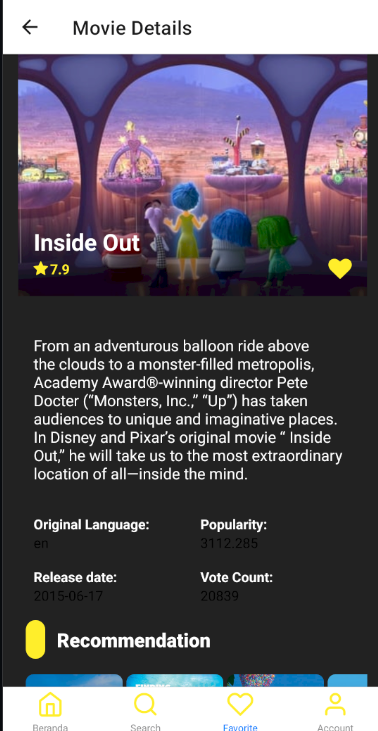 Movie Details
Inside Out
7.9
From an adventurous balloon ride above
the clouds to a monster-filled metropolis,
Academy Award®-winning director Pete
Docter (“Monsters, Inc.,” “Up”) has taken
audiences to unique and imaginative places.
In Disney and Pixar’s original movie “ Inside
Out,” he will take us to the most extraordinary
location of all—inside the mind.
Original Language: Popularity:
en 3112.285
Release date: Vote Count:
2015-06-17 20839
Recommendation
Beranda Search Favorite Account